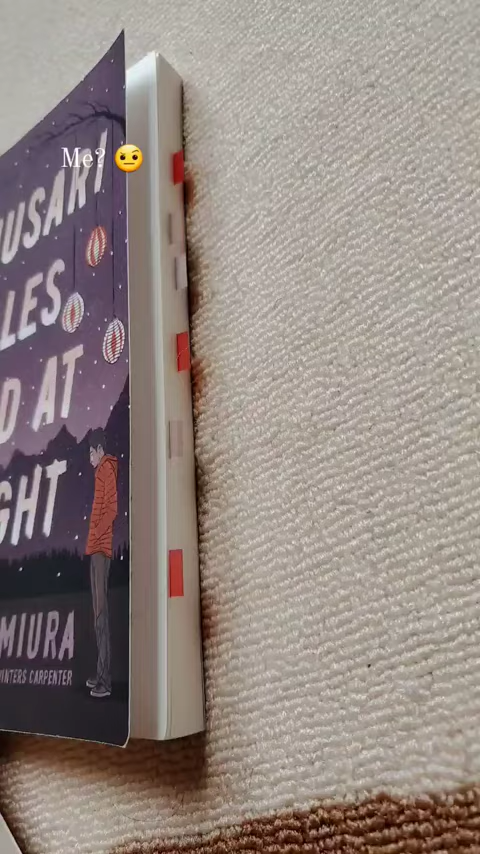 Me? 🤨
USARI
LES
D AT
GHT
MIURA
WINTERS CARPENTER